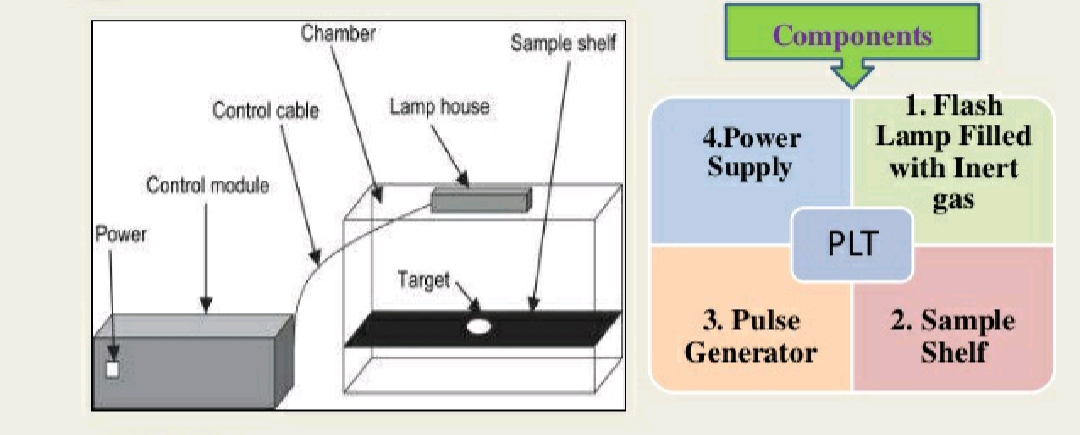 Chamber
Sample shelf
Control cable
Lamp house
Control module
Power
Target
Components
4.Power
Supply
1. Flash
Lamp Filled
with Inert
gas
PLT
3. Pulse
Generator
2. Sample
Shelf